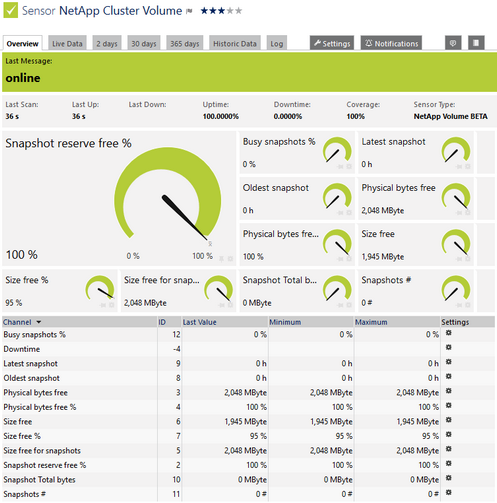 Sensor NetApp Cluster Volume
Overview Live Data 2 days 30 days 365 days Historic Data Log Settings Notifications
Last Message:
online
Last Scan: Last Up: Last Down: Uptime: Downtime: Coverage: Sensor Type:
36 s 36 s 100.0000% 0.0000% 100% NetApp Volume BETA
Snapshot reserve free %
0 % 100 %
100 %
Busy snapshots %
0 %
Latest snapshot
0 h
Oldest snapshot
0 h
Physical bytes free
2,048 MByte
Physical bytes fre...
100 %
Size free
1,945 MByte
Size free %
95 %
Size free for snap...
2,048 MByte
Snapshot Total b...
0 MByte
Snapshots #
0 #
Channel ID Last Value Minimum Maximum Settings
Busy snapshots % 12 0 % 0 % 0 %
Downtime -4
Latest snapshot 9 0 h 0 h 0 h
Oldest snapshot 8 0 h 0 h 0 h
Physical bytes free 3 2,048 MByte 2,048 MByte 2,048 MByte
Physical bytes free % 4 100 % 100 % 100 %
Size free 6 1,945 MByte 1,945 MByte 1,945 MByte
Size free % 7 95 % 95 % 95 %
Size free for snapshots 5 2,048 MByte 2,048 MByte 2,048 MByte
Snapshot reserve free % 2 100 % 100 % 100 %
Snapshot Total bytes 10 0 MByte 0 MByte 0 MByte
Snapshots # 11 0 # 0 # 0 #